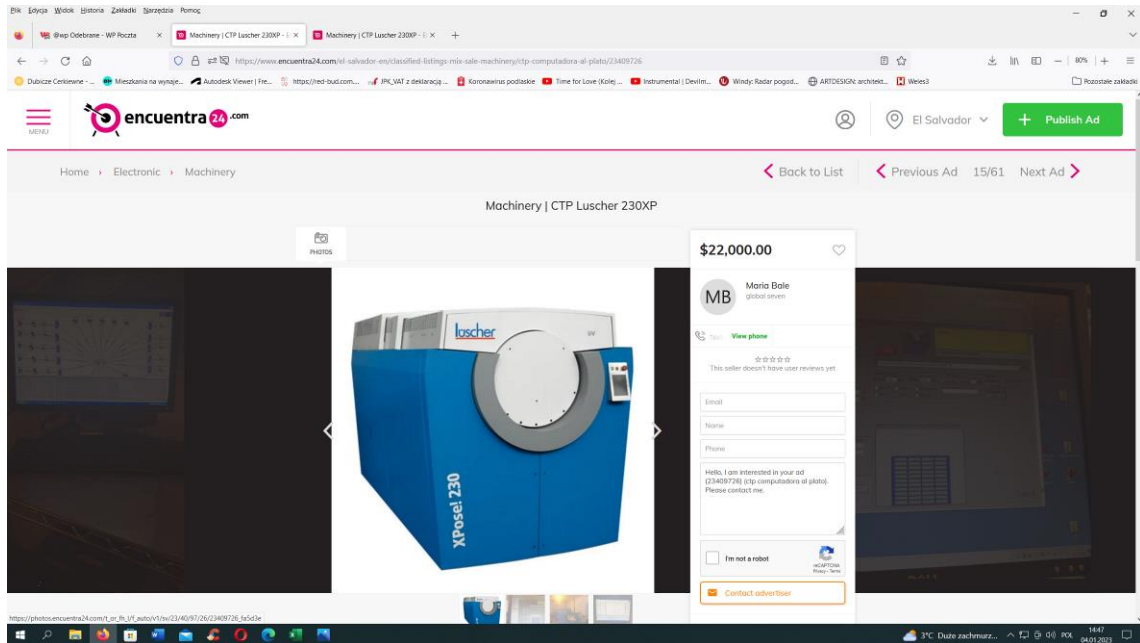 Plik Edycja Widok Historia Zakładki Narzędzia Pomoc
@wp Odebrane - WP Poczta
Machinery | CTP Luscher 230XP - E
Machinery | CTP Luscher 230XP - E
https://www.encuentra24.com/el-salvador-en/classified-listings-mix-sale-machinery/ctp-computadora-al-plato/23409726
80%
Dubicze Cerkiewne - ...
Mieszkania na wynaje...
Autodesk Viewer | Fre...
https://red-bud.com...
JPK_VAT z deklaracją ...
Koronawirus podlaskie
Time for Love (Kolej ...
Instrumental | Devilm...
Windy: Radar pogod...
ARTDESIGN: architekt...
Weles3
Pozostałe zakładki
MENU
encuentra 24 .com
El Salvador
+ Publish Ad
Home › Electronic › Machinery
Back to List
Previous Ad 15/61 Next Ad
Machinery | CTP Luscher 230XP
PHOTOS
$22,000.00
MB
Maria Bale
global seven
View phone
This seller doesn't have user reviews yet
Email
Name
Phone
Hello, I am interested in your ad
(23409726) (ctp computadora al plato).
Please contact me.
I'm not a robot
reCAPTCHA
Privacy - Terms
Contact advertiser
lüscher
UV
XPose! 230
https://photos.encuentra24.com/t_or_fh_l/f_auto/v1/sv/23/40/97/26/23409726_fa5d3e
3°C Duże zachmurz...
POL
14:47
04.01.2023